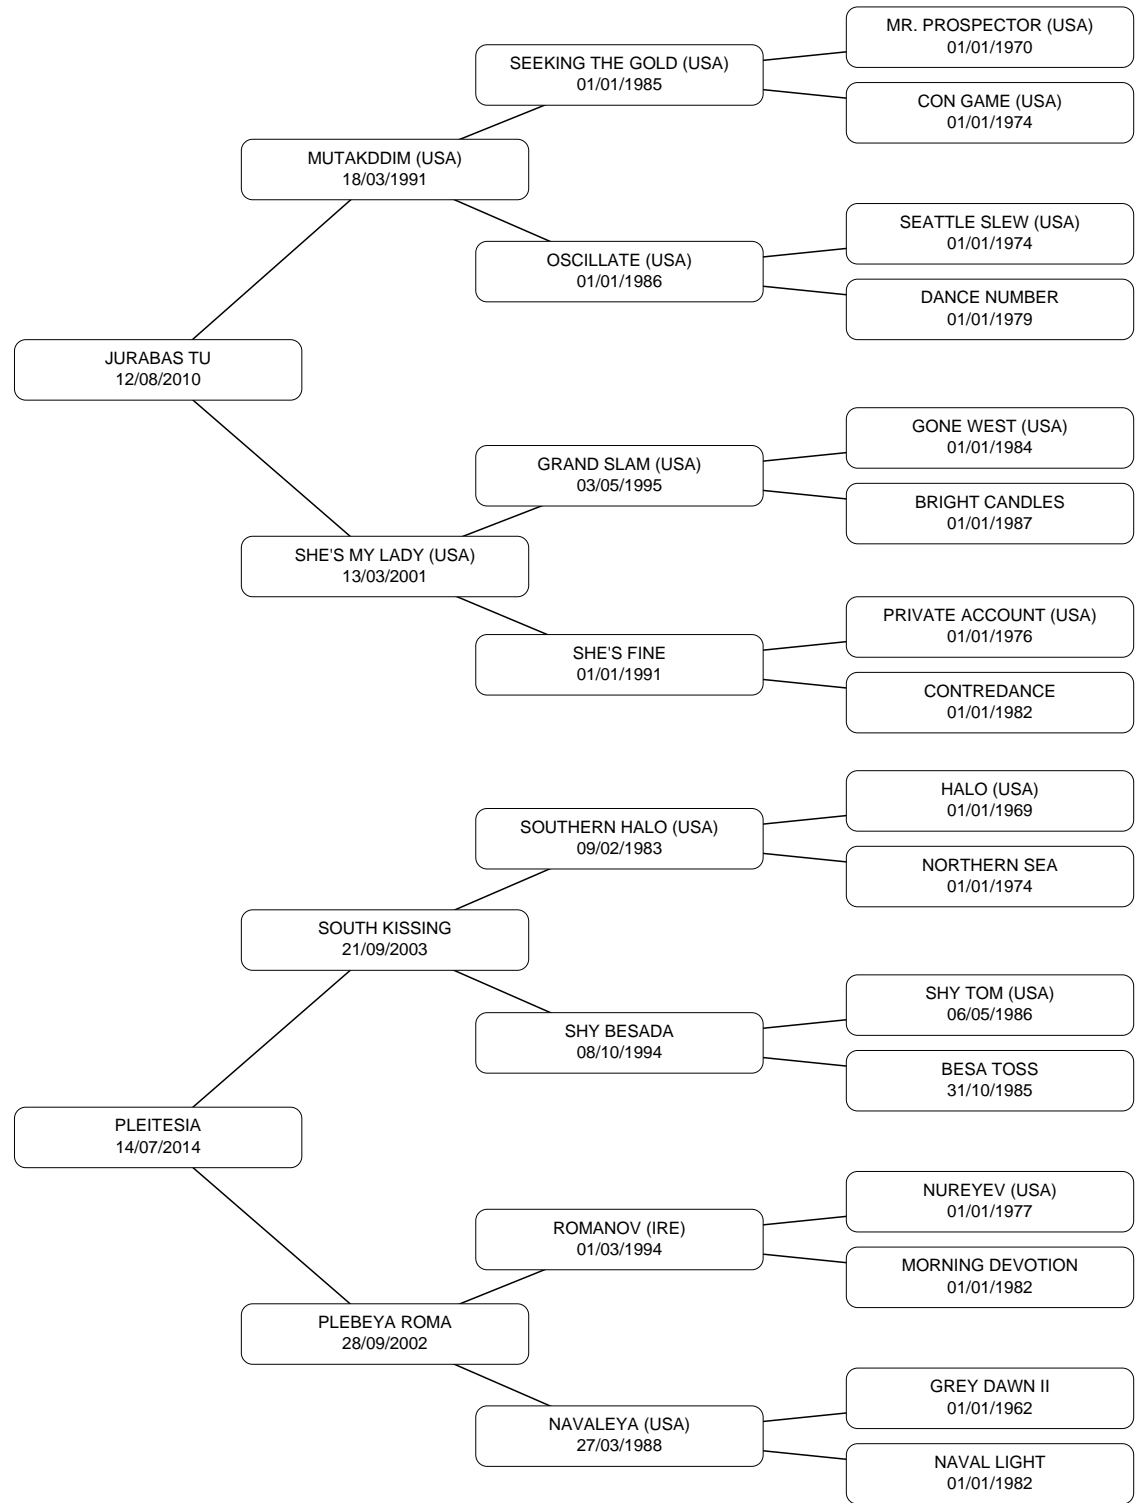 MR. PROSPECTOR (USA)
01/01/1970
SEEKING THE GOLD (USA)
01/01/1985
CON GAME (USA)
01/01/1974
MUTAKDDIM (USA)
18/03/1991
SEATTLE SLEW (USA)
01/01/1974
OSCILLATE (USA)
01/01/1986
DANCE NUMBER
01/01/1979
JURABAS TU
12/08/2010
GONE WEST (USA)
01/01/1984
GRAND SLAM (USA)
03/05/1995
BRIGHT CANDLES
01/01/1987
SHE'S MY LADY (USA)
13/03/2001
PRIVATE ACCOUNT (USA)
01/01/1976
SHE'S FINE
01/01/1991
CONTREDANCE
01/01/1982
HALO (USA)
01/01/1969
SOUTHERN HALO (USA)
09/02/1983
NORTHERN SEA
01/01/1974
SOUTH KISSING
21/09/2003
SHY TOM (USA)
06/05/1986
SHY BESADA
08/10/1994
BESA TOSS
31/10/1985
PLEITESIA
14/07/2014
NUREYEV (USA)
01/01/1977
ROMANOV (IRE)
01/03/1994
MORNING DEVOTION
01/01/1982
PLEBEYA ROMA
28/09/2002
GREY DAWN II
01/01/1962
NAVALEYA (USA)
27/03/1988
NAVAL LIGHT
01/01/1982